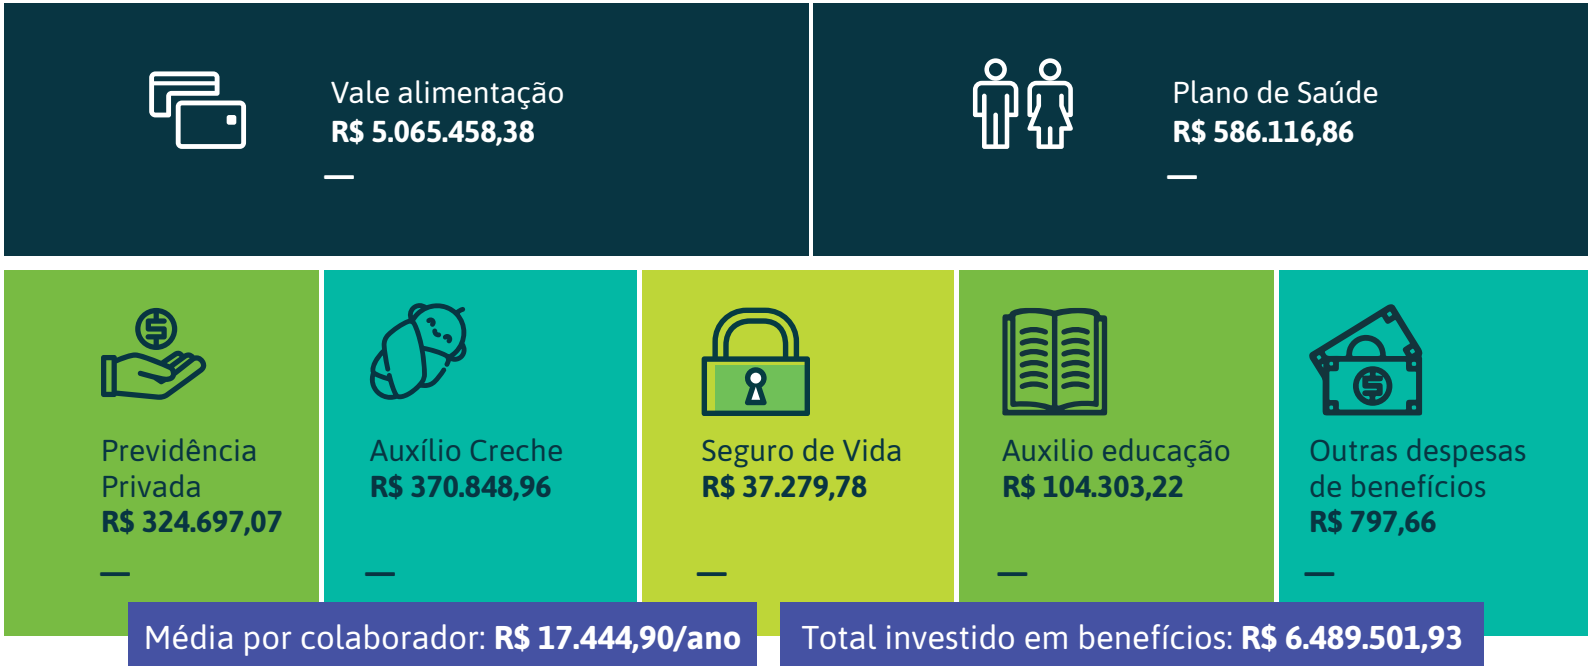 Vale alimentação
R$ 5.065.458,38
Plano de Saúde
R$ 586.116,86
Previdência
Privada
R$ 324.697,07
Auxílio Creche
R$ 370.848,96
Seguro de Vida
R$ 37.279,78
Auxilio educação
R$ 104.303,22
Outras despesas
de benefícios
R$ 797,66
Média por colaborador: R$ 17.444,90/ano
Total investido em benefícios: R$ 6.489.501,93